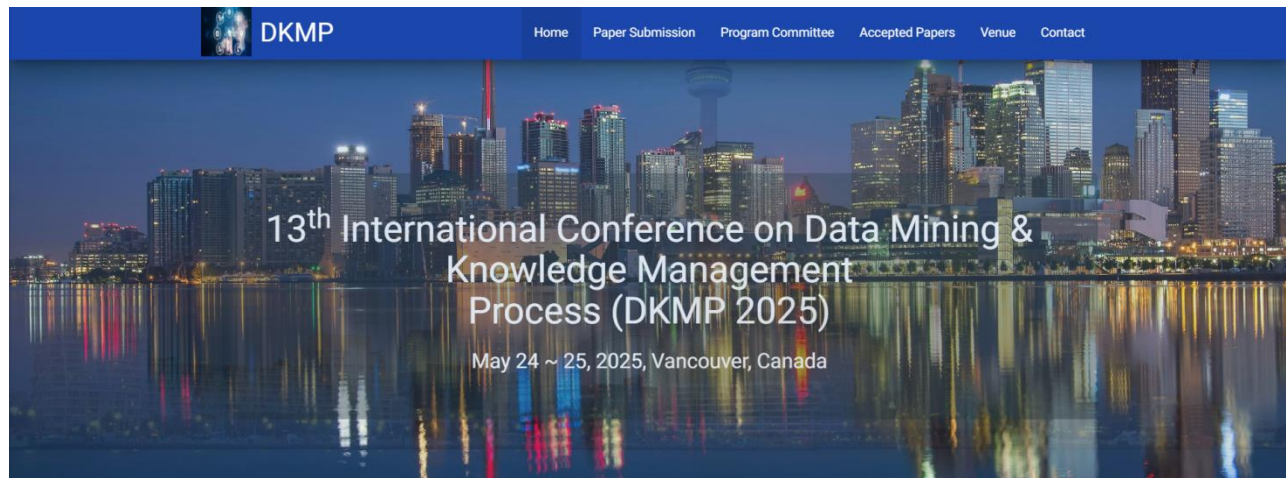 DKMP
Home Paper Submission Program Committee Accepted Papers Venue Contact
13th International Conference on Data Mining &
Knowledge Management
Process (DKMP 2025)
May 24 ~ 25, 2025, Vancouver, Canada